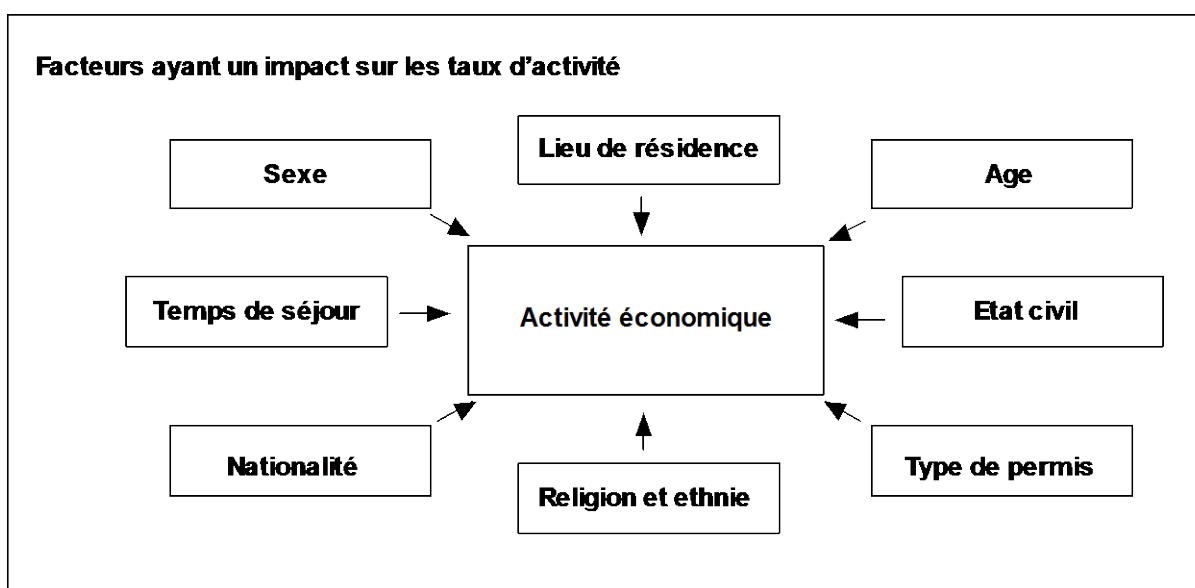 Facteurs ayant un impact sur les taux d'activité
Sexe
Lieu de résidence
Age
Temps de séjour
Activité économique
Etat civil
Nationalité
Religion et ethnie
Type de permis